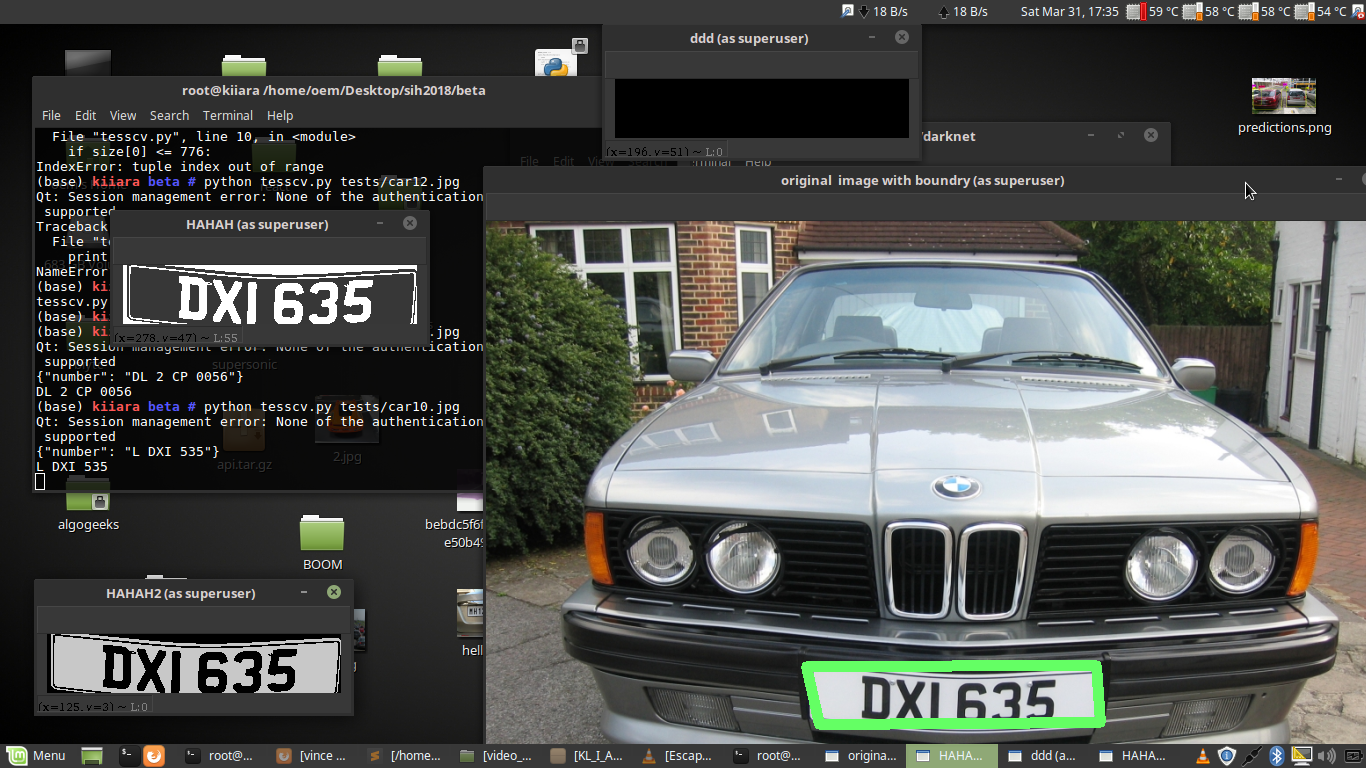 18 B/s 18 B/s Sat Mar 31, 17:35 59 °C 58 °C 58 °C 54 °C
ddd (as superuser)
(x=196, y=51) ~ L:0
predictions.png
root@kiiara /home/oem/Desktop/sih2018/beta
File Edit View Search Terminal Help
File "tesscv.py", line 10, in <module>
if size[0] <= 776:
IndexError: tuple index out of range
(base) kiiara beta # python tesscv.py tests/car12.jpg
Qt: Session management error: None of the authentication
supported
Traceback
File "te
print
NameError
(base) ki
tesscv.py
(base) ki
(base) ki .jpg
Qt: Session management error: None of the authentication
supported
{"number": "DL 2 CP 0056"}
DL 2 CP 0056
(base) kiiara beta # python tesscv.py tests/car10.jpg
Qt: Session management error: None of the authentication
supported
{"number": "L DXI 535"}
L DXI 535
/darknet
File Edit View Search Terminal Help
HAHAH (as superuser)
DXI 635
(x=278, y=47) ~ L:55
supersonic
api.tar.gz
2.jpg
original image with boundry (as superuser)
DXI 635
algogeeks
BOOM
bebdc5f6f
e50b49
hell
HAHAH2 (as superuser)
DXI 635
(x=125, y=3) ~ L:0
Menu root@... [vince ... [/home... [video_... [KL_I_A... [Escap... root@... origina... HAHA... ddd (a... HAHA...